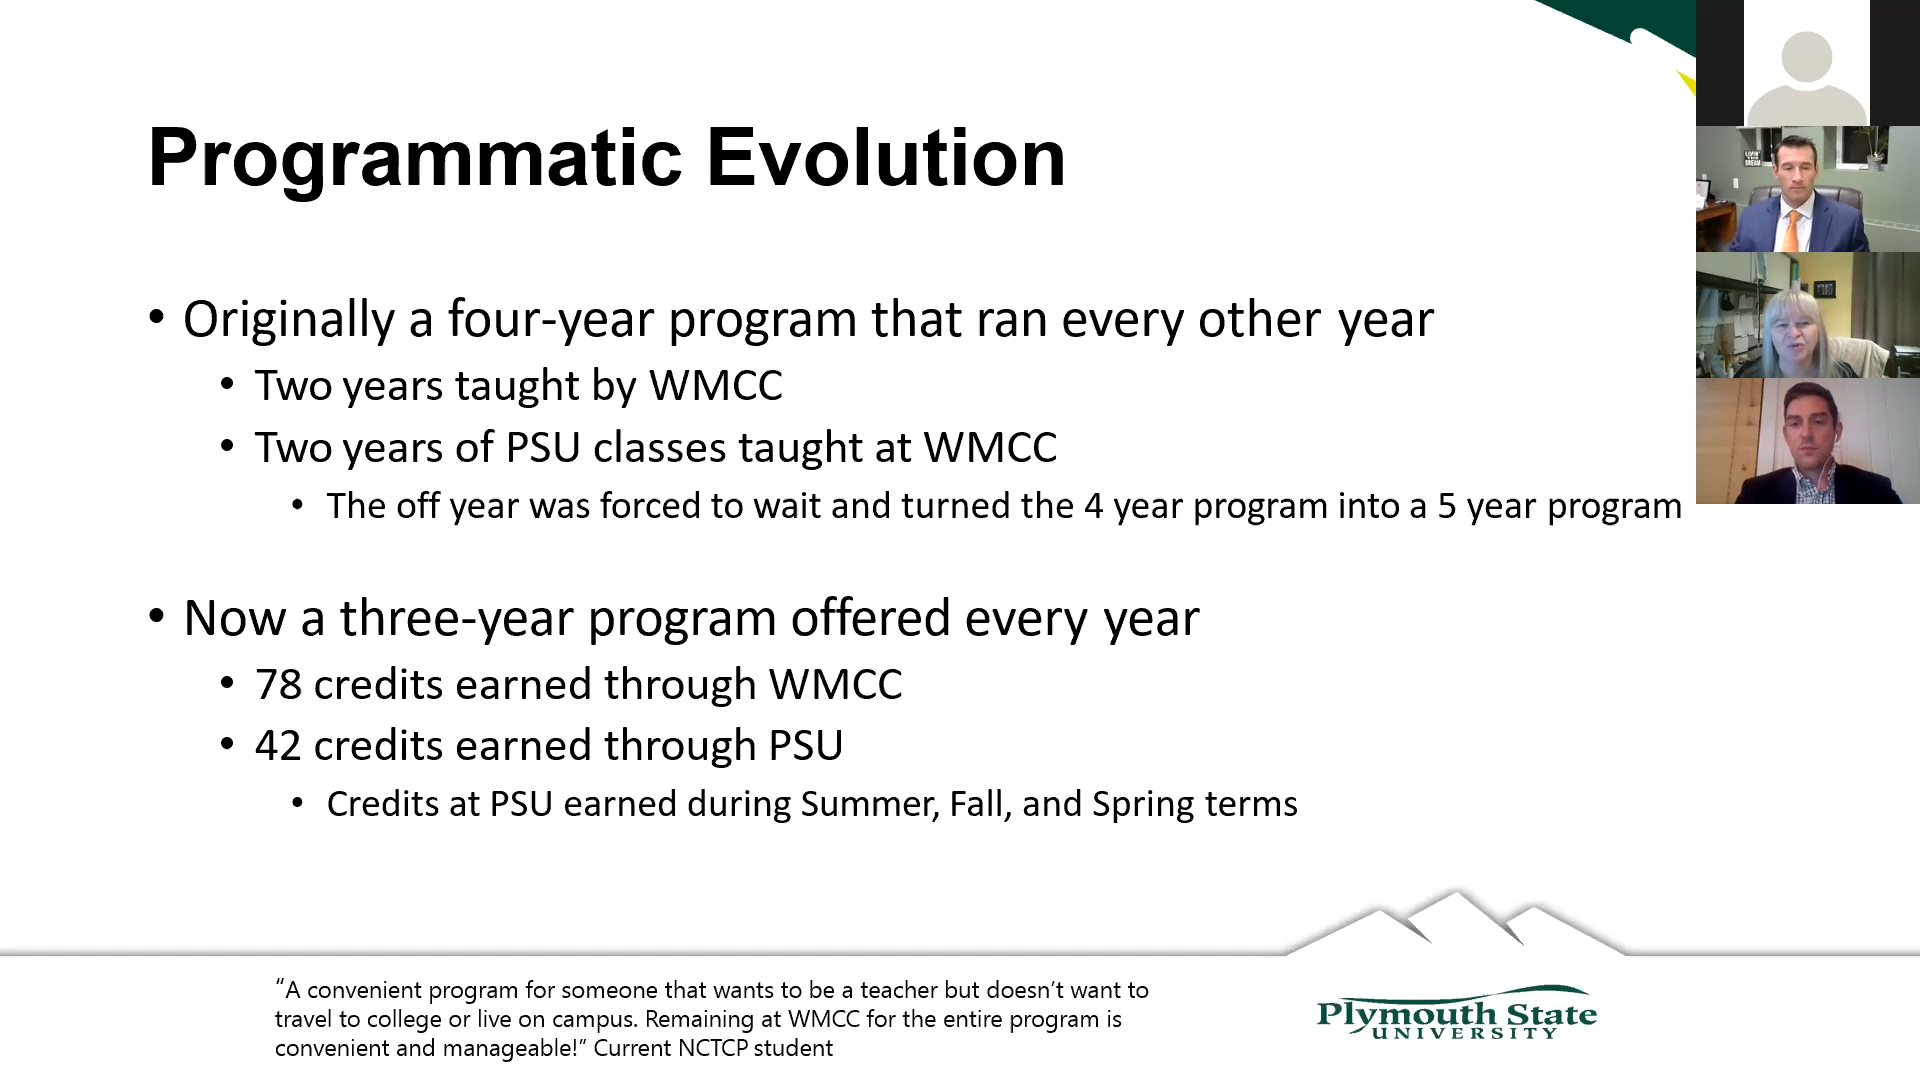 Programmatic Evolution
• Originally a four-year program that ran every other year
• Two years taught by WMCC
• Two years of PSU classes taught at WMCC
• The off year was forced to wait and turned the 4 year program into a 5 year program
• Now a three-year program offered every year
• 78 credits earned through WMCC
• 42 credits earned through PSU
• Credits at PSU earned during Summer, Fall, and Spring terms
“A convenient program for someone that wants to be a teacher but doesn’t want to
travel to college or live on campus. Remaining at WMCC for the entire program is
convenient and manageable!” Current NCTCP student
Plymouth State
UNIVERSITY
LIVIN'
THE
DREAM